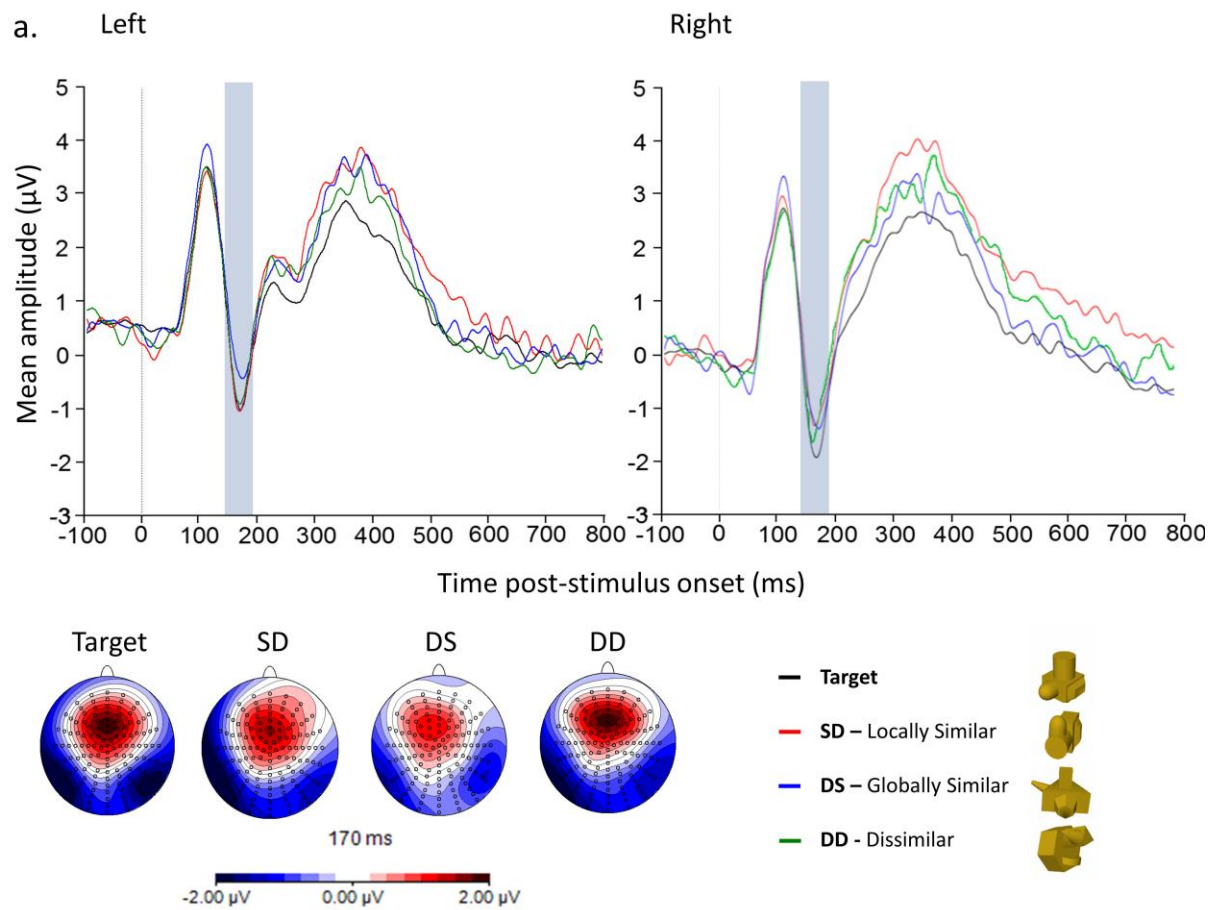 a. Left Right
5 5
4 4
3 3
2 2
1 1
0 0
-1 -1
-2 -2
-3 -3
Mean amplitude (µV)
-100 0 100 200 300 400 500 600 700 800 -100 0 100 200 300 400 500 600 700 800
Time post-stimulus onset (ms)
Target SD DS DD
170 ms
-2.00 µV 0.00 µV 2.00 µV
Target
SD – Locally Similar
DS – Globally Similar
DD - Dissimilar